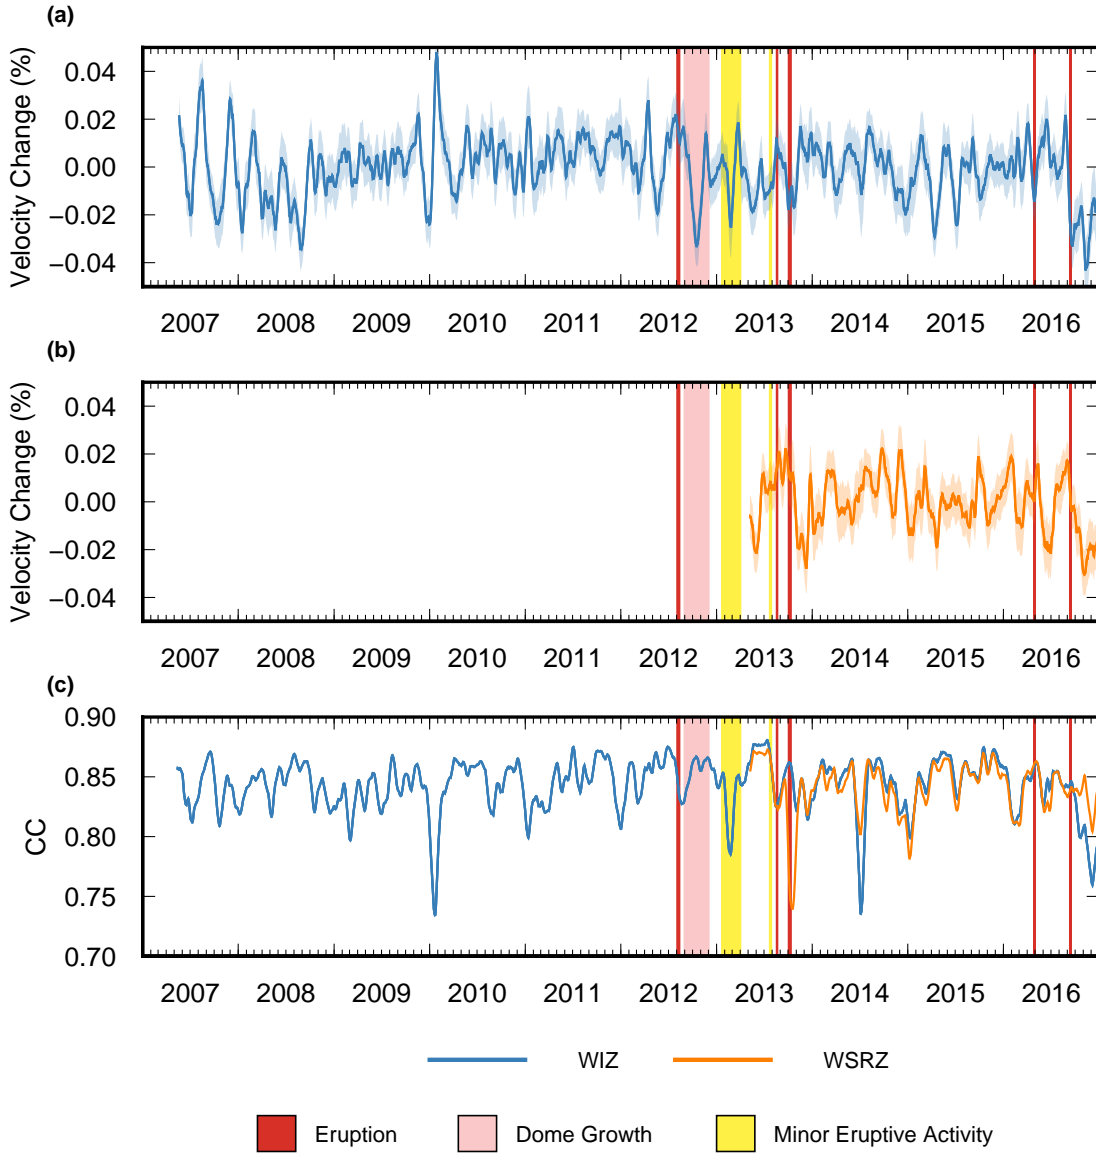 (a)
Velocity Change (%)
0.04
0.02
0.00
−0.02
−0.04
2007 2008 2009 2010 2011 2012 2013 2014 2015 2016
(b)
Velocity Change (%)
0.04
0.02
0.00
−0.02
−0.04
2007 2008 2009 2010 2011 2012 2013 2014 2015 2016
(c)
CC
0.90
0.85
0.80
0.75
0.70
2007 2008 2009 2010 2011 2012 2013 2014 2015 2016
WIZ WSRZ
Eruption Dome Growth Minor Eruptive Activity